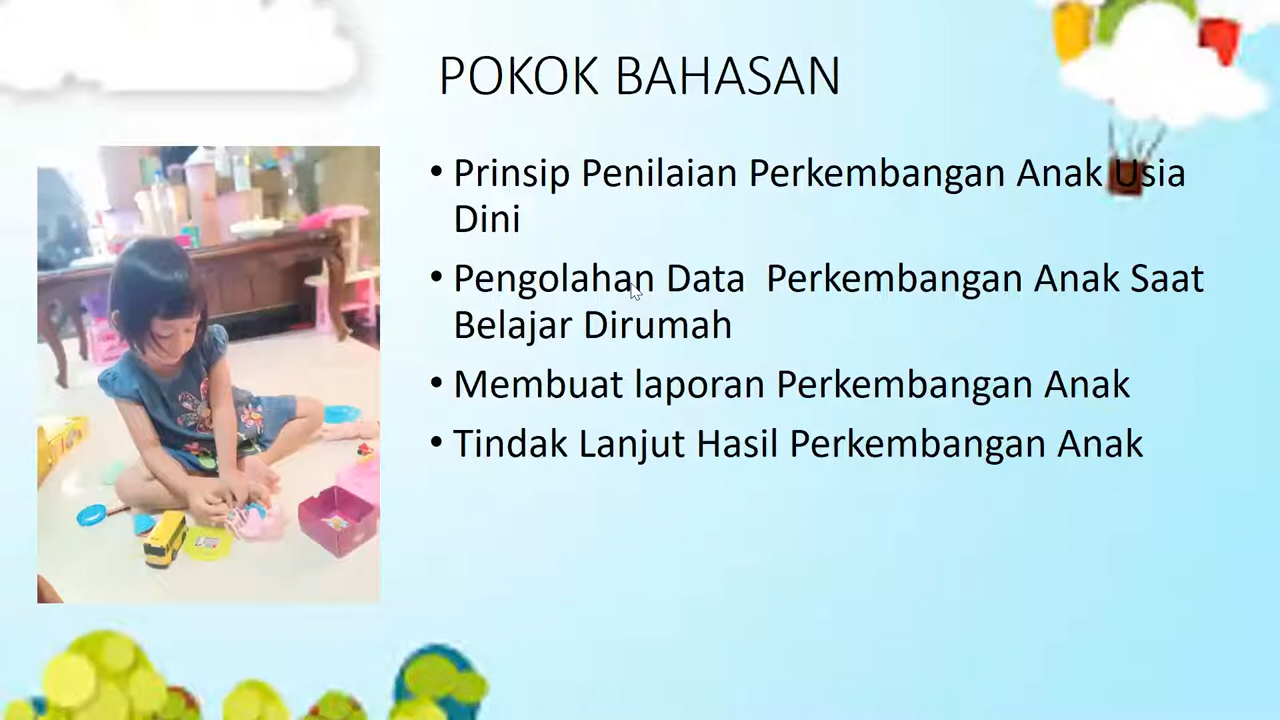 POKOK BAHASAN
• Prinsip Penilaian Perkembangan Anak Usia
Dini
• Pengolahan Data  Perkembangan Anak Saat
Belajar Dirumah
• Membuat laporan Perkembangan Anak
• Tindak Lanjut Hasil Perkembangan Anak